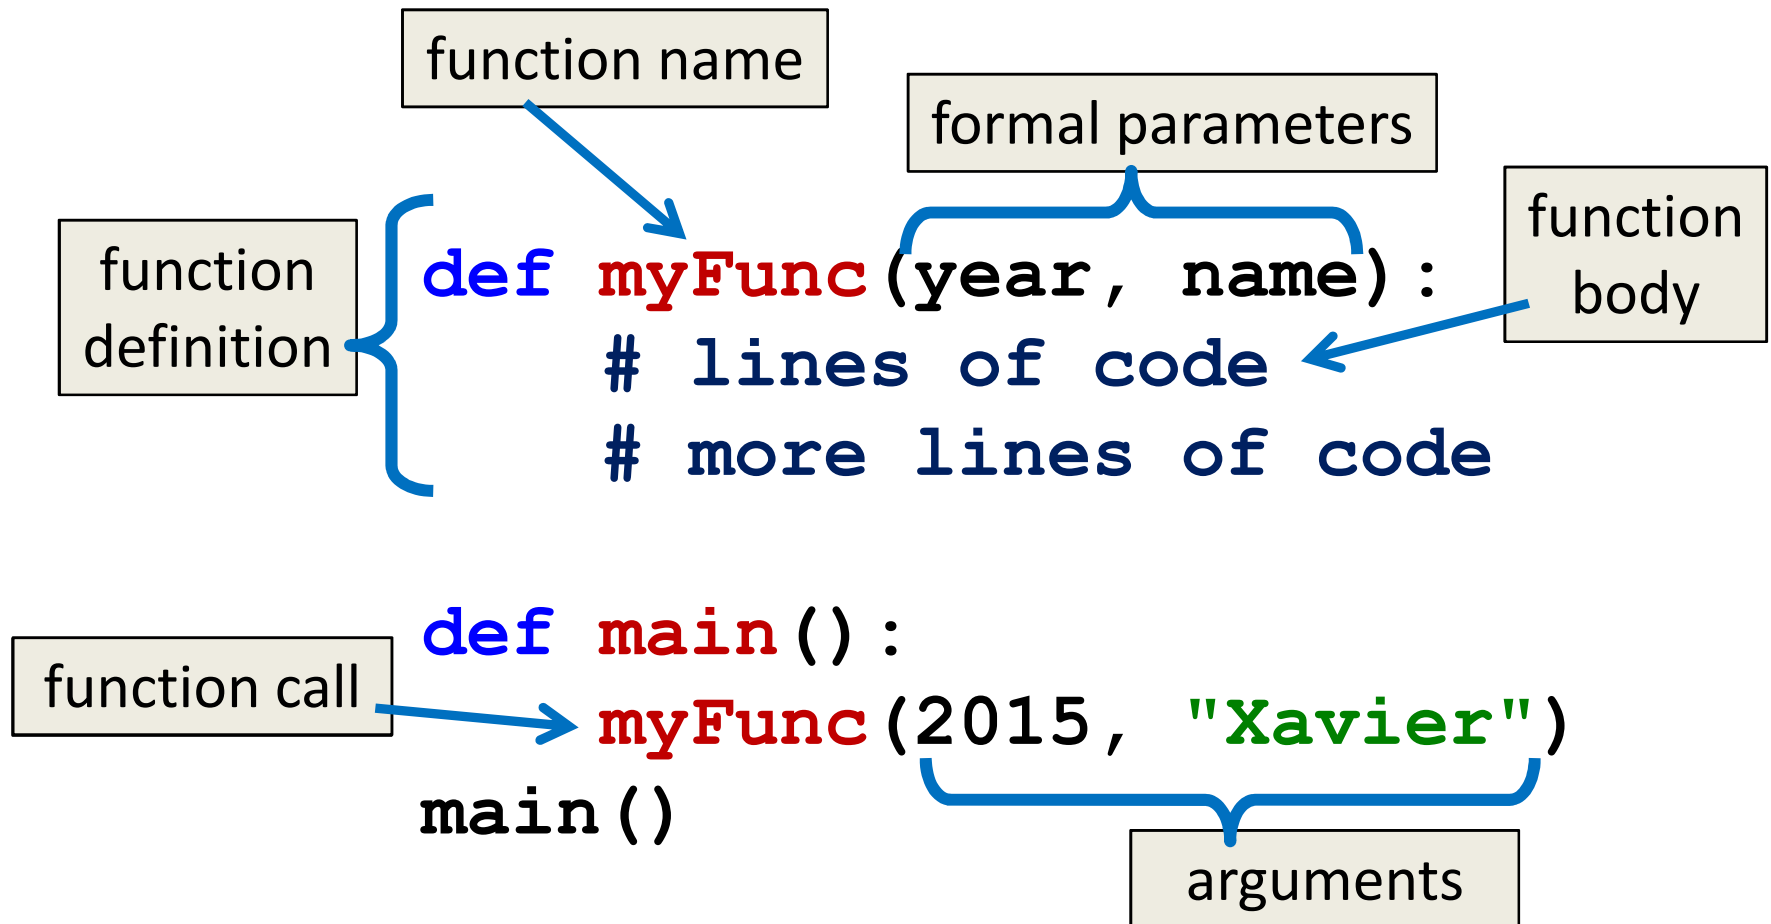 function name
formal parameters
function
body
function
definition
def myFunc(year, name):
# lines of code
# more lines of code
def main():
function call
myFunc(2015, "Xavier")
main()
arguments